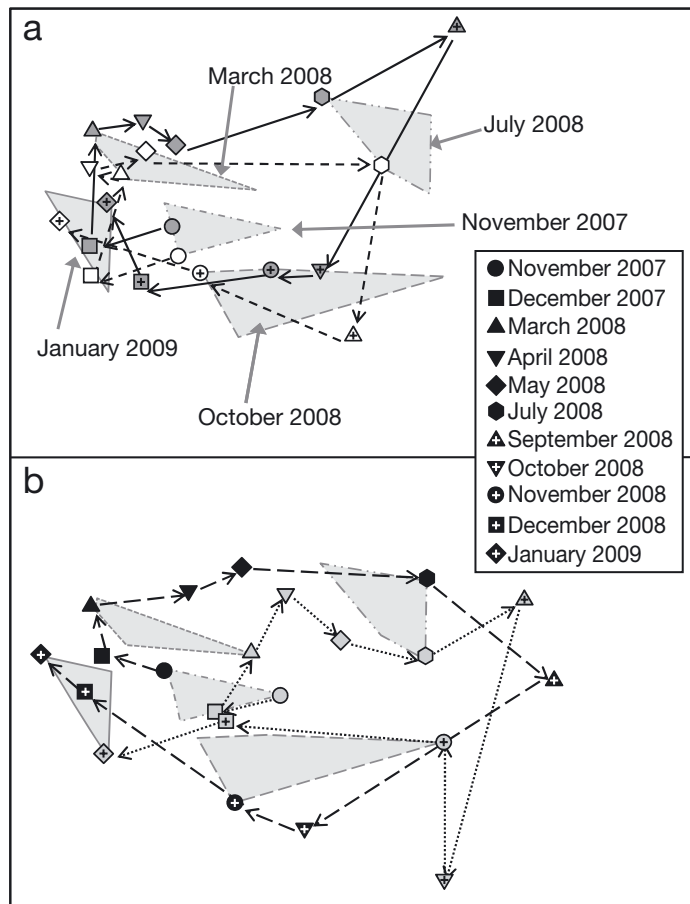 a
March 2008
July 2008
November 2007
January 2009
October 2008
November 2007
December 2007
March 2008
April 2008
May 2008
July 2008
September 2008
October 2008
November 2008
December 2008
January 2009
b